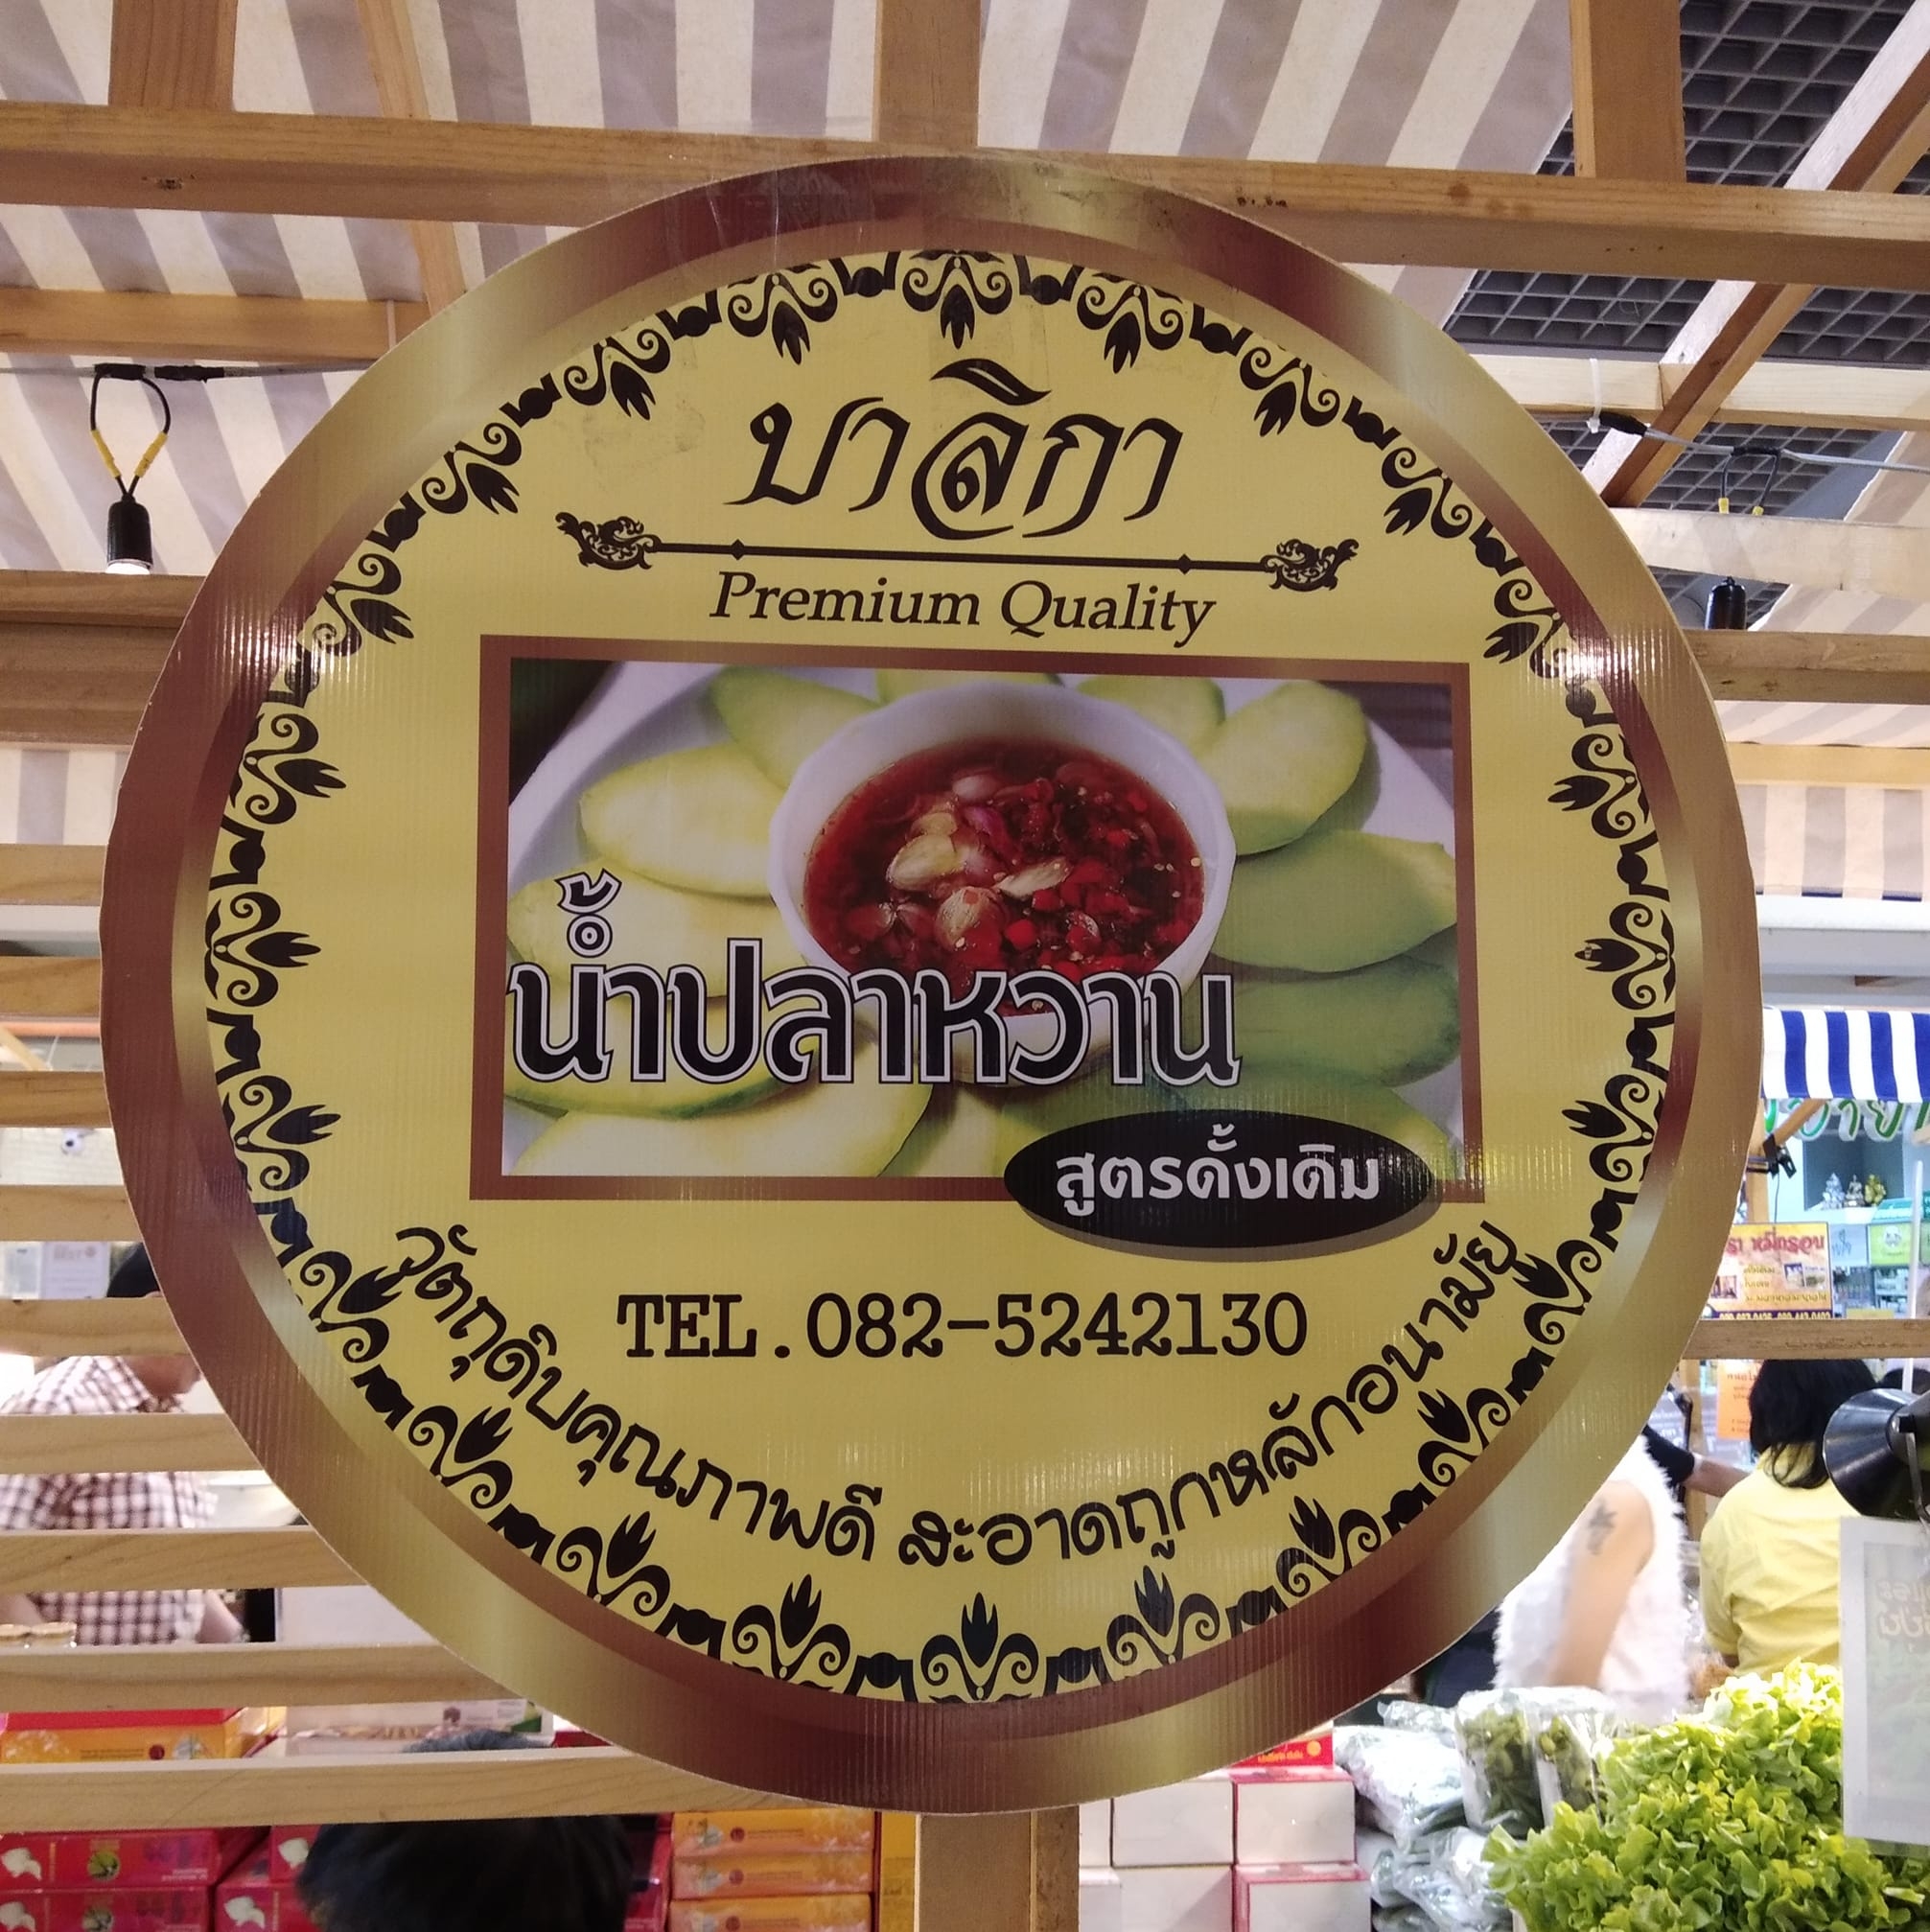 บาลิกา
Premium Quality
น้ำปลาหวาน
สูตรดั้งเดิม
TEL.082-5242130
วัตถุดิบคุณภาพดี สะอาดถูกหลักอนามัย